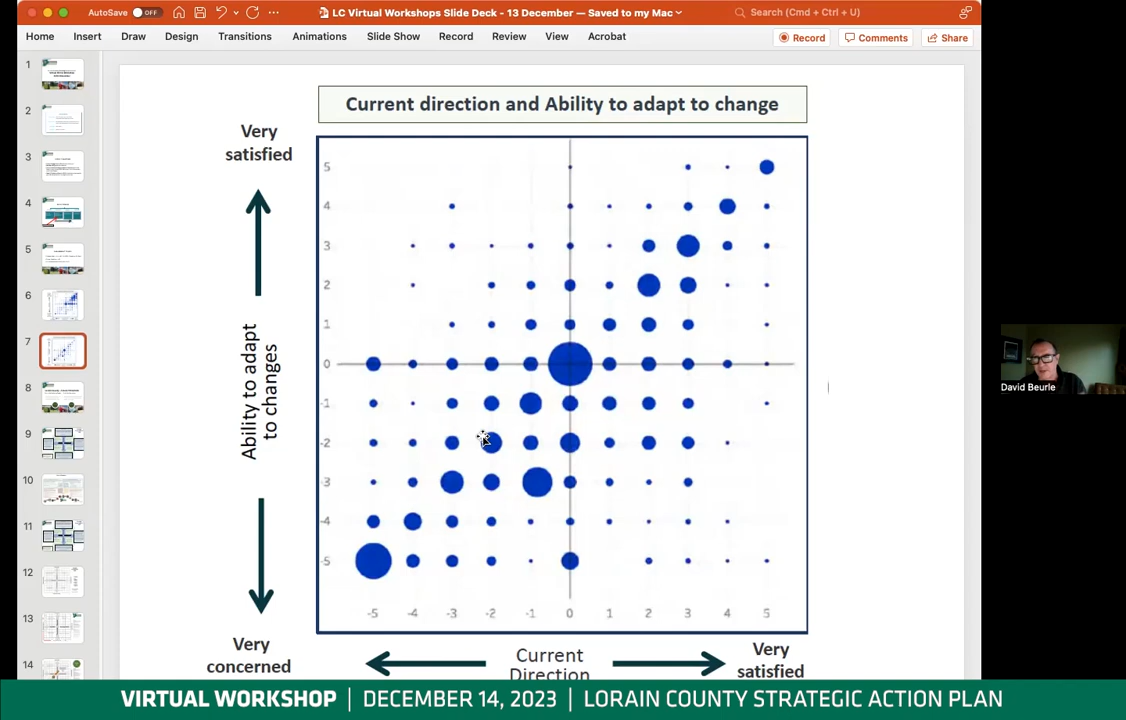 AutoSave OFF
LC Virtual Workshops Slide Deck - 13 December — Saved to my Mac
Search (Cmd + Ctrl + U)
Home Insert Draw Design Transitions Animations Slide Show Record Review View Acrobat
Record Comments Share
1
2
3
4
5
6
7
8
9
10
11
12
13
14
Current direction and Ability to adapt to change
Very
satisfied
Ability to adapt
to changes
Very
concerned
5
4
3
2
1
0
-1
-2
-3
-4
-5
-5 -4 -3 -2 -1 0 1 2 3 4 5
Current
Direction
Very
satisfied
David Beurle
VIRTUAL WORKSHOP | DECEMBER 14, 2023 | LORAIN COUNTY STRATEGIC ACTION PLAN